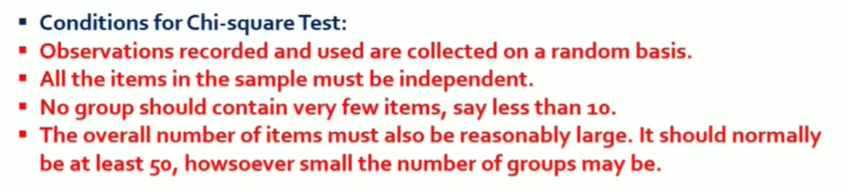 ▪ Conditions for Chi-square Test:
▪ Observations recorded and used are collected on a random basis.
▪ All the items in the sample must be independent.
▪ No group should contain very few items, say less than 10.
▪ The overall number of items must also be reasonably large. It should normally
be at least 50, howsoever small the number of groups may be.